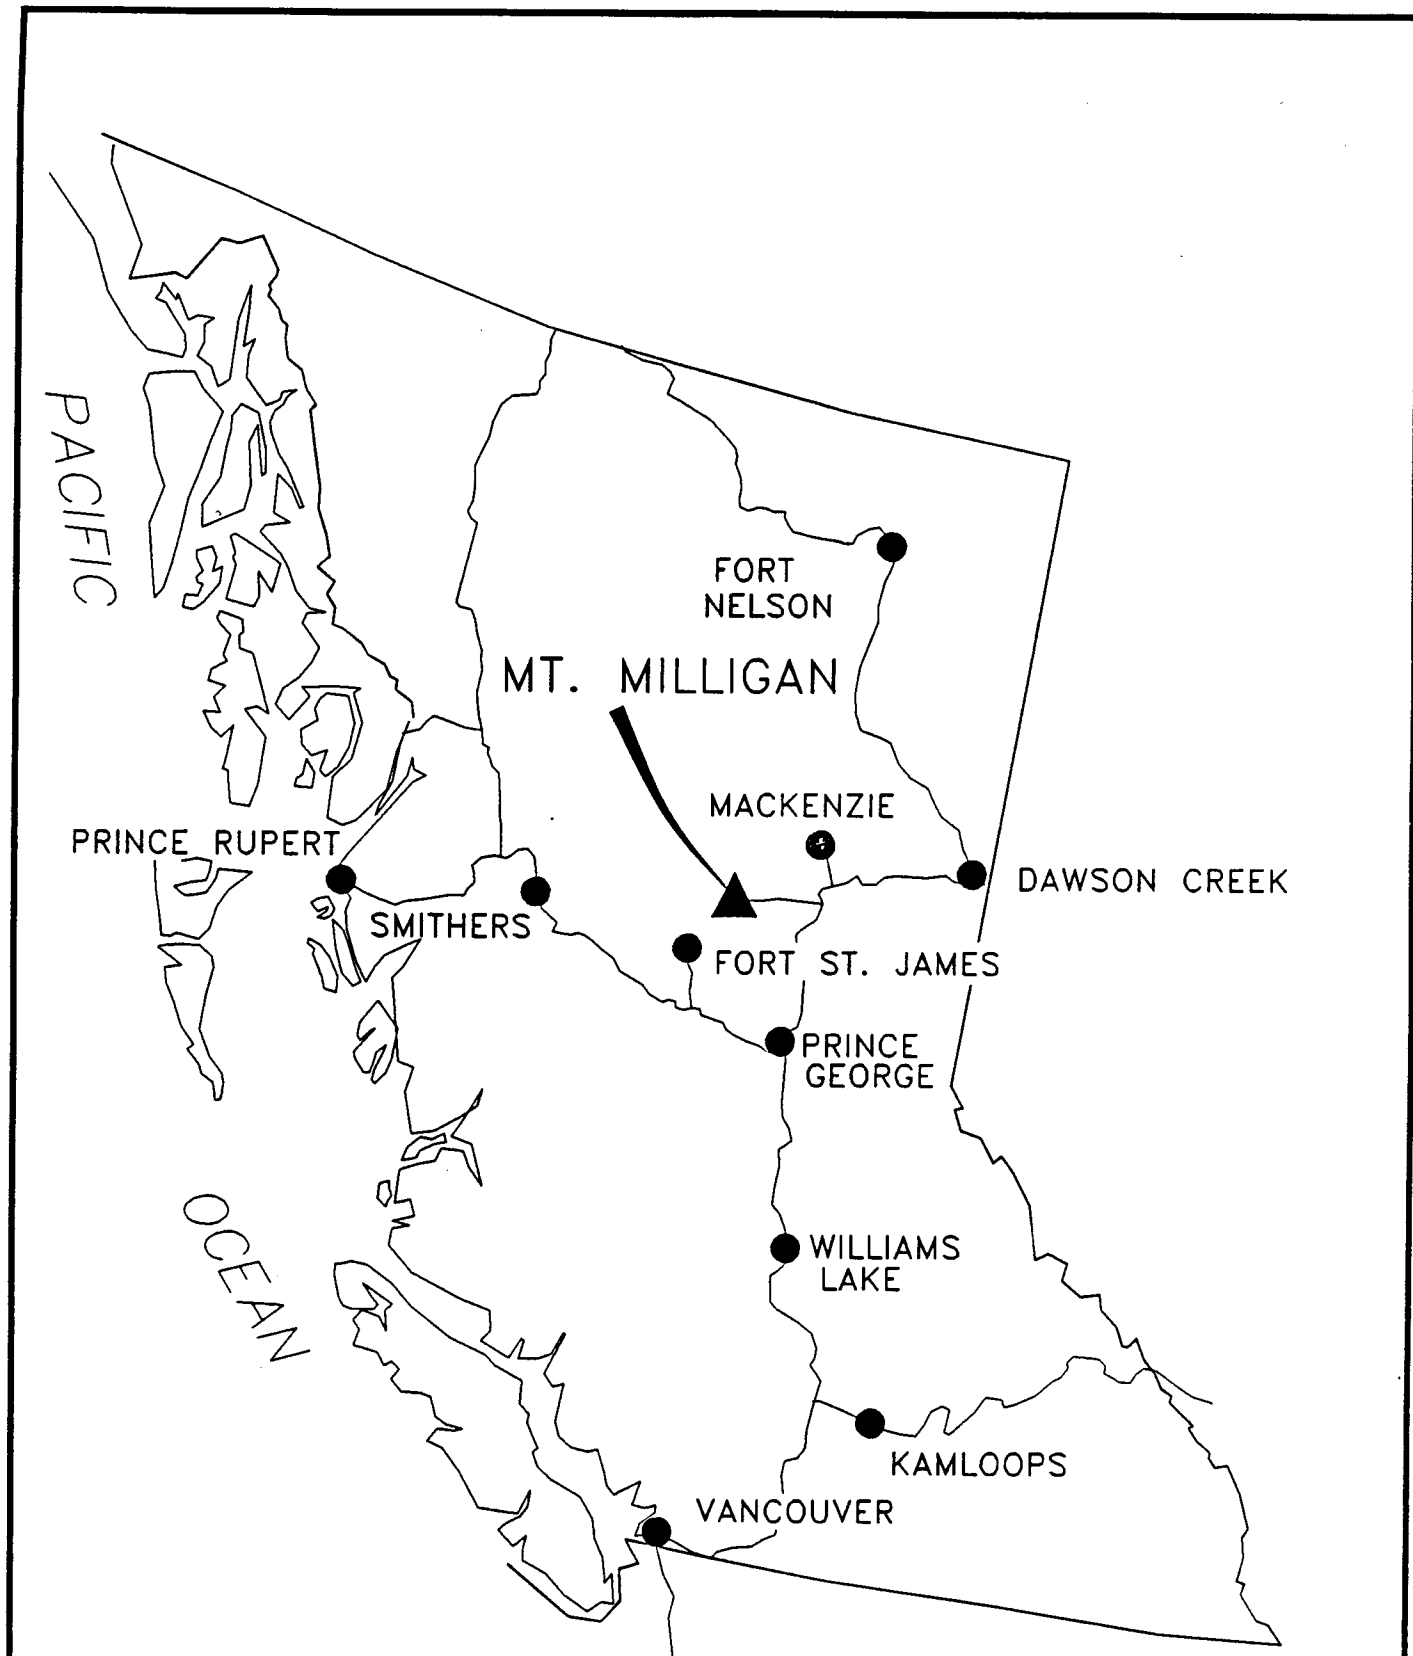 PACIFIC
FORT
NELSON
MT. MILLIGAN
MACKENZIE
PRINCE RUPERT
DAWSON CREEK
SMITHERS
FORT ST. JAMES
PRINCE
GEORGE
OCEAN
WILLIAMS
LAKE
KAMLOOPS
VANCOUVER